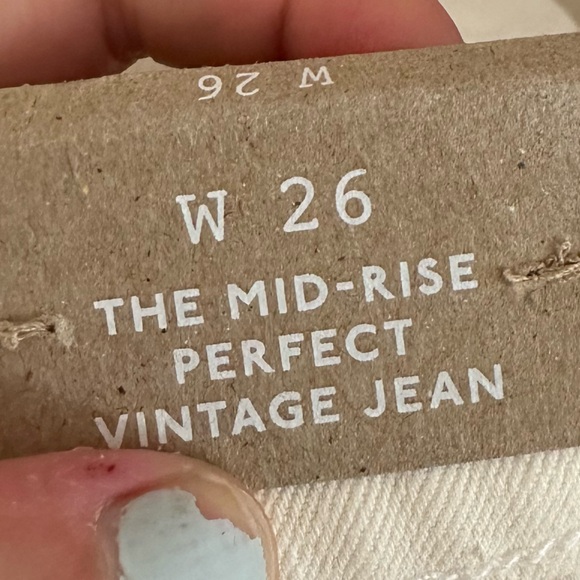 W 26
W 26
THE MID-RISE
PERFECT
VINTAGE JEAN